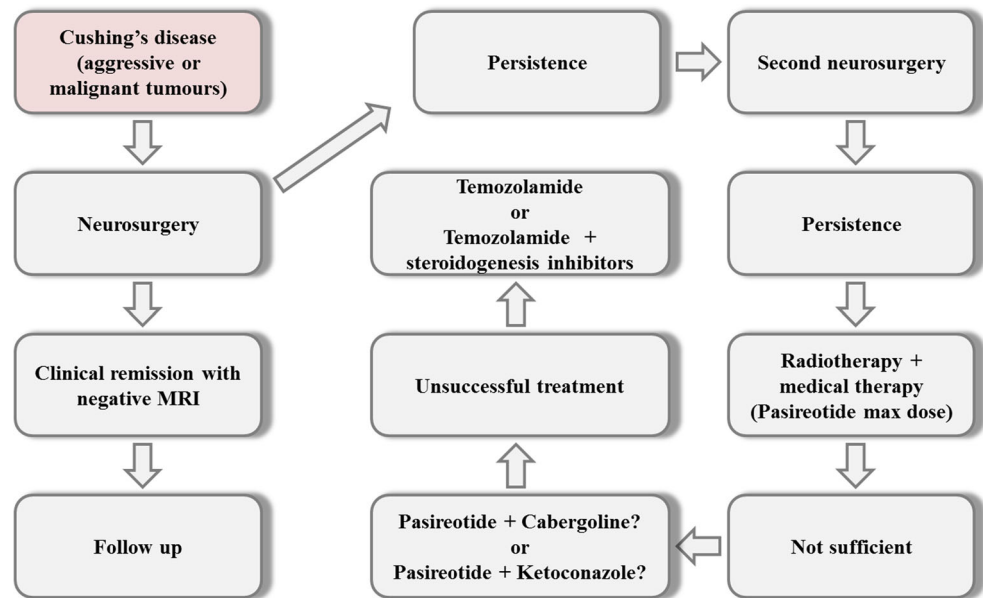 Cushing's disease
(aggressive or
malignant tumours)
Neurosurgery
Clinical remission with
negative MRI
Follow up
Persistence
Second neurosurgery
Persistence
Radiotherapy +
medical therapy
(Pasireotide max dose)
Not sufficient
Pasireotide + Cabergoline?
or
Pasireotide + Ketoconazole?
Unsuccessful treatment
Temozolamide
or
Temozolamide +
steroidogenesis inhibitors